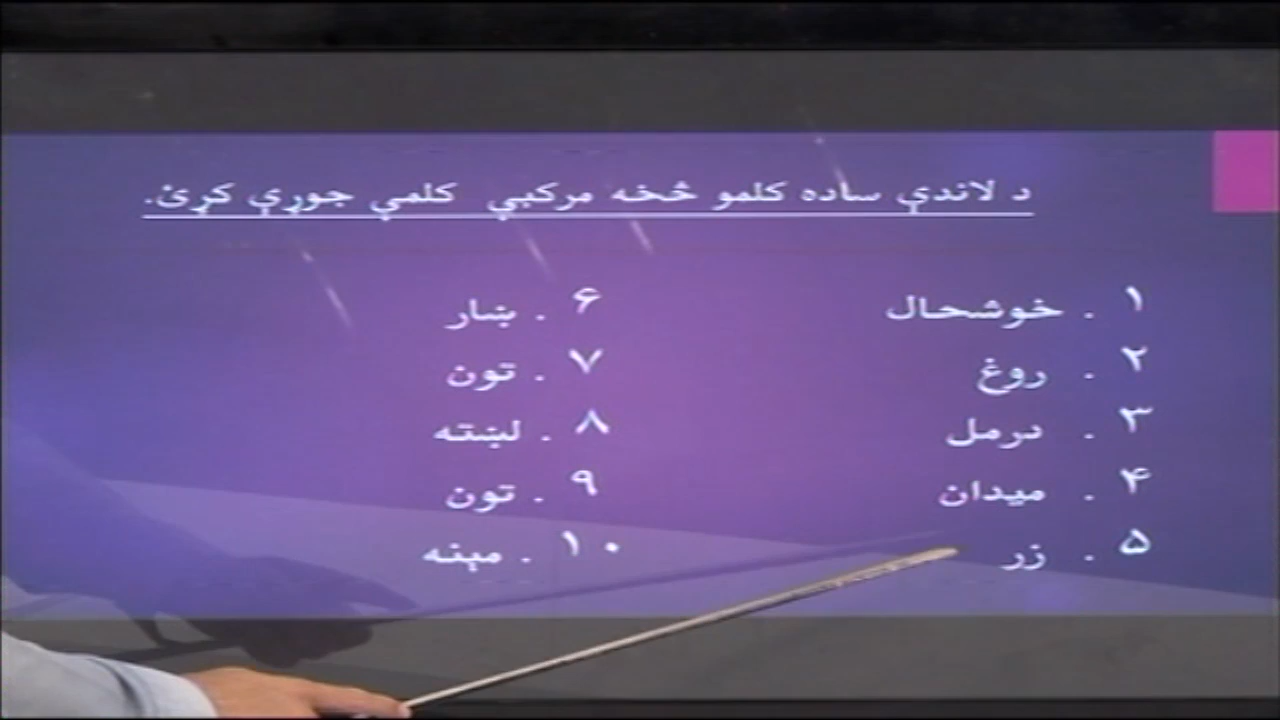 د لاندې ساده کلمو څخه مرکبې کلمې جوړې کړئ.
۱ . خوشحال
۲ . روغ
۳ . درمل
۴ . میدان
۵ . زر
۶ . ښار
۷ . تون
۸ . لښته
۹ . تون
۱۰ . مېنه